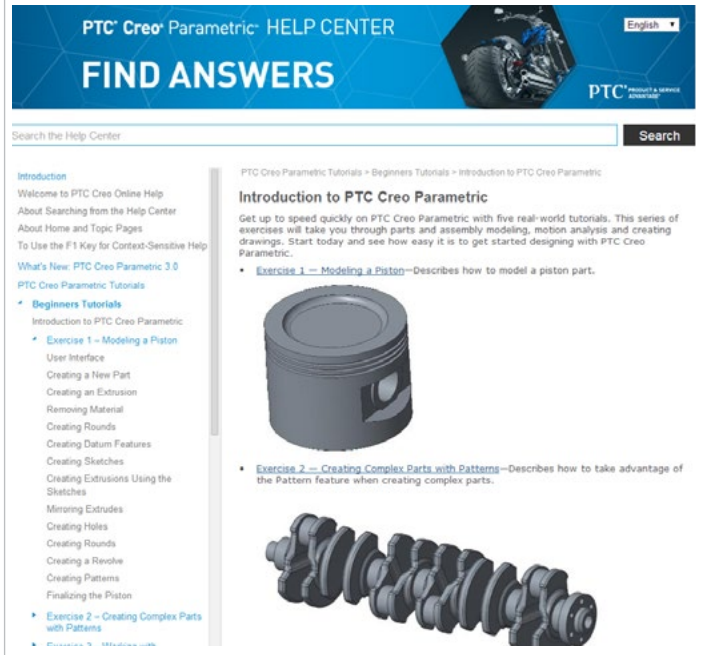 PTC® Creo® Parametric™ HELP CENTER
English
FIND ANSWERS
PTC® PRODUCT & SERVICE
ADVANTAGE®
Search the Help Center
Search
Introduction
Welcome to PTC Creo Online Help
About Searching from the Help Center
About Home and Topic Pages
To Use the F1 Key for Context-Sensitive Help
What's New: PTC Creo Parametric 3.0
PTC Creo Parametric Tutorials
Beginners Tutorials
Introduction to PTC Creo Parametric
Exercise 1 – Modeling a Piston
User Interface
Creating a New Part
Creating an Extrusion
Removing Material
Creating Rounds
Creating Datum Features
Creating Sketches
Creating Extrusions Using the
Sketches
Mirroring Extrudes
Creating Holes
Creating Rounds
Creating a Revolve
Creating Patterns
Finalizing the Piston
Exercise 2 – Creating Complex Parts
with Patterns
PTC Creo Parametric Tutorials > Beginners Tutorials > Introduction to PTC Creo Parametric
Introduction to PTC Creo Parametric
Get up to speed quickly on PTC Creo Parametric with five real-world tutorials. This series of
exercises will take you through parts and assembly modeling, motion analysis and creating
drawings. Start today and see how easy it is to get started designing with PTC Creo
Parametric.
▪ Exercise 1 — Modeling a Piston—Describes how to model a piston part.
▪ Exercise 2 — Creating Complex Parts with Patterns—Describes how to take advantage of
the Pattern feature when creating complex parts.